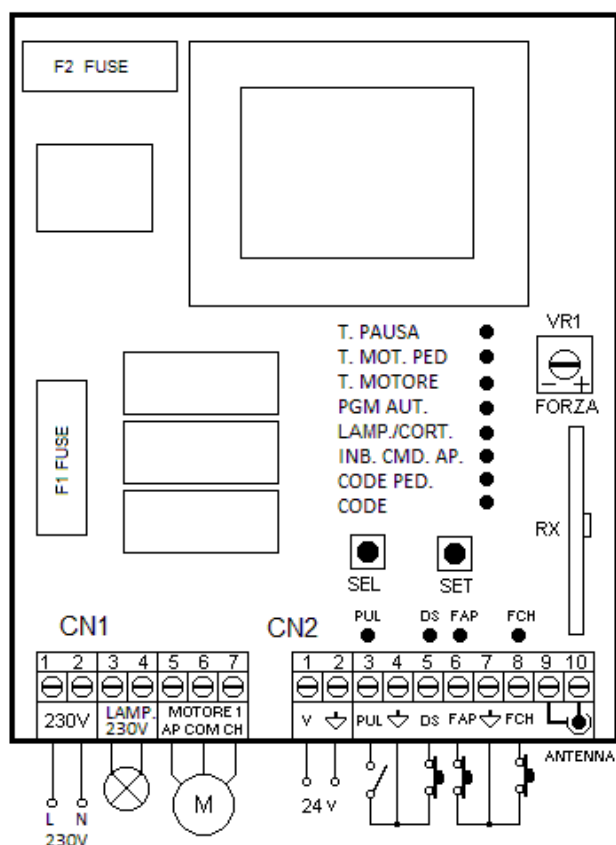 F2 FUSE
T. PAUSA
T. MOT. PED
T. MOTORE
PGM AUT.
LAMP./CORT.
INB. CMD. AP.
CODE PED.
CODE
VR1
- +
FORZA
F1 FUSE
RX
SEL
SET
PUL DS FAP FCH
CN1
CN2
1 2 3 4 5 6 7
1 2 3 4 5 6 7 8 9 10
230V
LAMP.
230V
MOTORE 1
AP COM CH
V PUL DS FAP FCH
ANTENNA
L N
230V
M
24 V